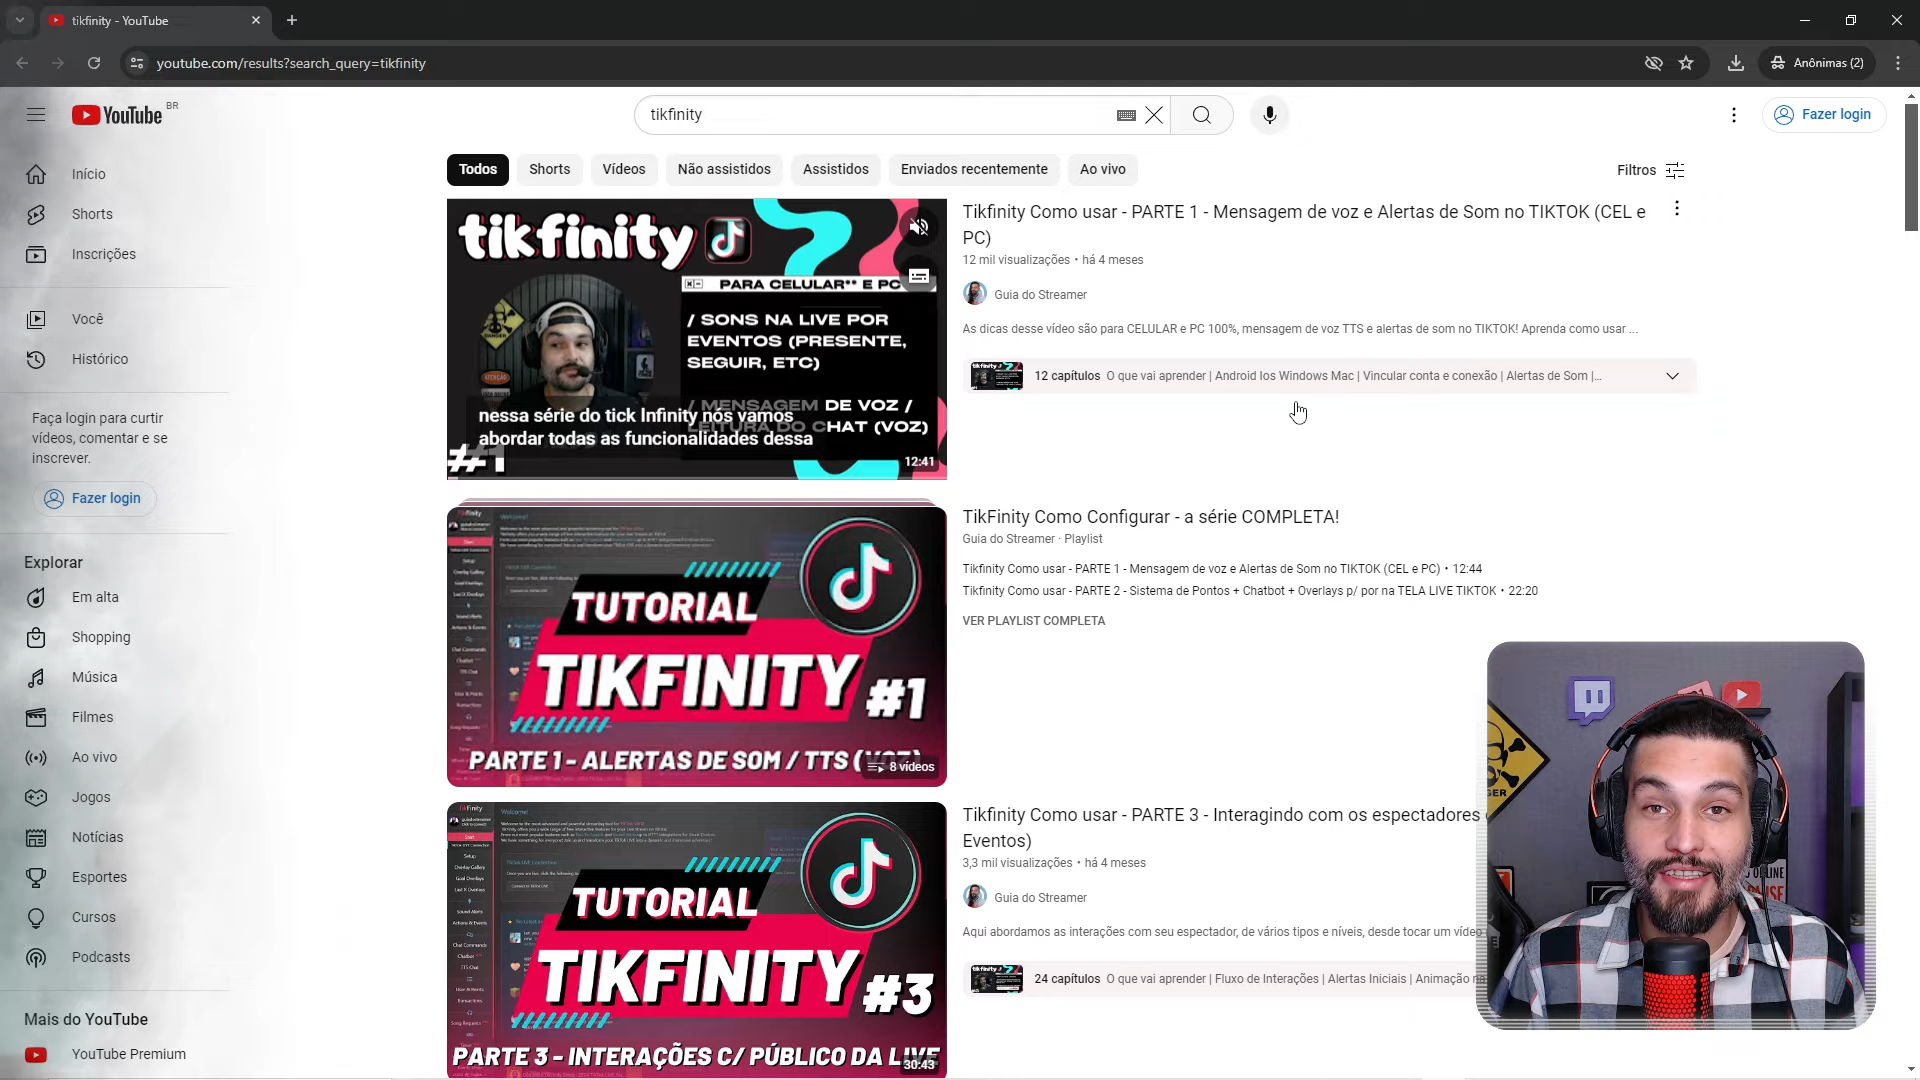 tikfinity - YouTube
youtube.com/results?search_query=tikfinity
Anônimas (2)
YouTube BR
tikfinity
Fazer login
Todos
Shorts
Vídeos
Não assistidos
Assistidos
Enviados recentemente
Ao vivo
Filtros
Início
Shorts
Inscrições
Você
Histórico
Faça login para curtir
vídeos, comentar e se
inscrever.
Fazer login
Explorar
Em alta
Shopping
Música
Filmes
Ao vivo
Jogos
Notícias
Esportes
Cursos
Podcasts
Mais do YouTube
YouTube Premium
tikfinity
PARA CELULAR** E PC
/ SONS NA LIVE POR
EVENTOS (PRESENTE,
SEGUIR, ETC)
/ MENSAGEM DE VOZ /
LEITURA DO CHAT (VOZ)
nessa série do tick Infinity nós vamos
abordar todas as funcionalidades dessa
#1
12:41
Tikfinity Como usar - PARTE 1 - Mensagem de voz e Alertas de Som no TIKTOK (CEL e
PC)
12 mil visualizações • há 4 meses
Guia do Streamer
As dicas desse vídeo são para CELULAR e PC 100%, mensagem de voz TTS e alertas de som no TIKTOK! Aprenda como usar ...
12 capítulos O que vai aprender | Android Ios Windows Mac | Vincular conta e conexão | Alertas de Som |...
TUTORIAL
TIKFINITY #1
PARTE 1 - ALERTAS DE SOM / TTS (VOZ)
8 vídeos
TikFinity Como Configurar - a série COMPLETA!
Guia do Streamer · Playlist
Tikfinity Como usar - PARTE 1 - Mensagem de voz e Alertas de Som no TIKTOK (CEL e PC) • 12:44
Tikfinity Como usar - PARTE 2 - Sistema de Pontos + Chatbot + Overlays p/ por na TELA LIVE TIKTOK • 22:20
VER PLAYLIST COMPLETA
TUTORIAL
TIKFINITY #3
PARTE 3 - INTERAÇÕES C/ PÚBLICO DA LIVE
30:43
Tikfinity Como usar - PARTE 3 - Interagindo com os espectadores
Eventos)
3,3 mil visualizações • há 4 meses
Guia do Streamer
Aqui abordamos as interações com seu espectador, de vários tipos e níveis, desde tocar um vídeo
24 capítulos O que vai aprender | Fluxo de Interações | Alertas Iniciais | Animação